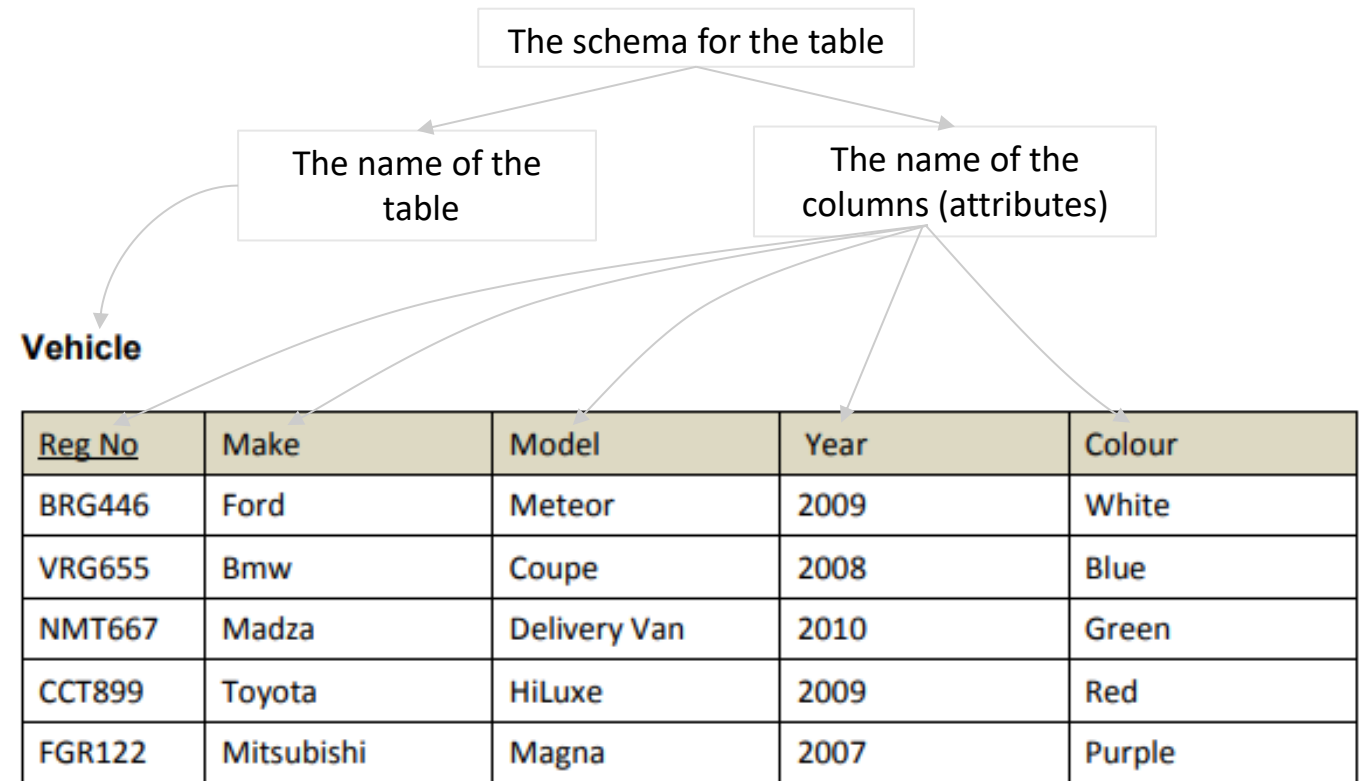 The schema for the table
The name of the
table
The name of the
columns (attributes)
Vehicle
Reg No Make Model Year Colour
BRG446 Ford Meteor 2009 White
VRG655 Bmw Coupe 2008 Blue
NMT667 Madza Delivery Van 2010 Green
CCT899 Toyota HiLuxe 2009 Red
FGR122 Mitsubishi Magna 2007 Purple